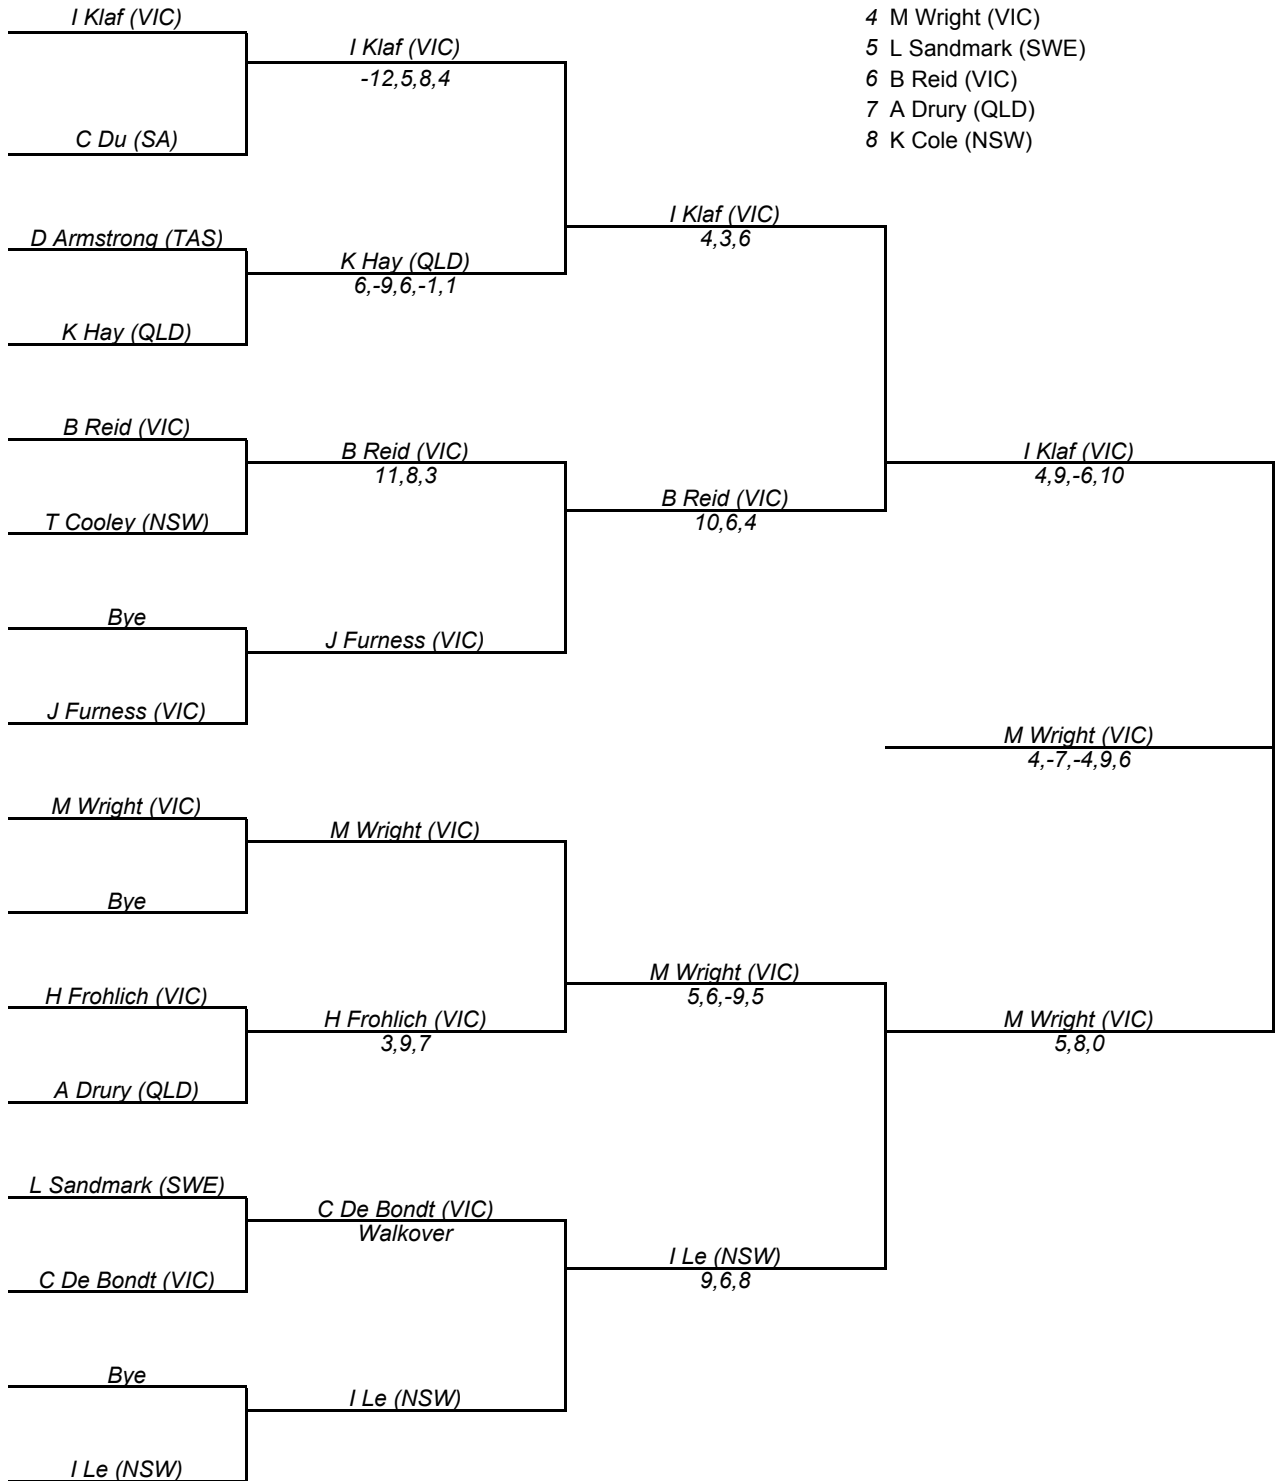 I Klaf (VIC)
I Klaf (VIC)
-12,5,8,4
C Du (SA)
4 M Wright (VIC)
5 L Sandmark (SWE)
6 B Reid (VIC)
7 A Drury (QLD)
8 K Cole (NSW)
I Klaf (VIC)
4,3,6
D Armstrong (TAS)
K Hay (QLD)
6,-9,6,-1,1
K Hay (QLD)
B Reid (VIC)
B Reid (VIC)
11,8,3
T Cooley (NSW)
B Reid (VIC)
10,6,4
I Klaf (VIC)
4,9,-6,10
Bye
J Furness (VIC)
J Furness (VIC)
M Wright (VIC)
4,-7,-4,9,6
M Wright (VIC)
M Wright (VIC)
Bye
M Wright (VIC)
5,6,-9,5
H Frohlich (VIC)
H Frohlich (VIC)
3,9,7
A Drury (QLD)
M Wright (VIC)
5,8,0
L Sandmark (SWE)
C De Bondt (VIC)
Walkover
C De Bondt (VIC)
I Le (NSW)
9,6,8
Bye
I Le (NSW)
I Le (NSW)